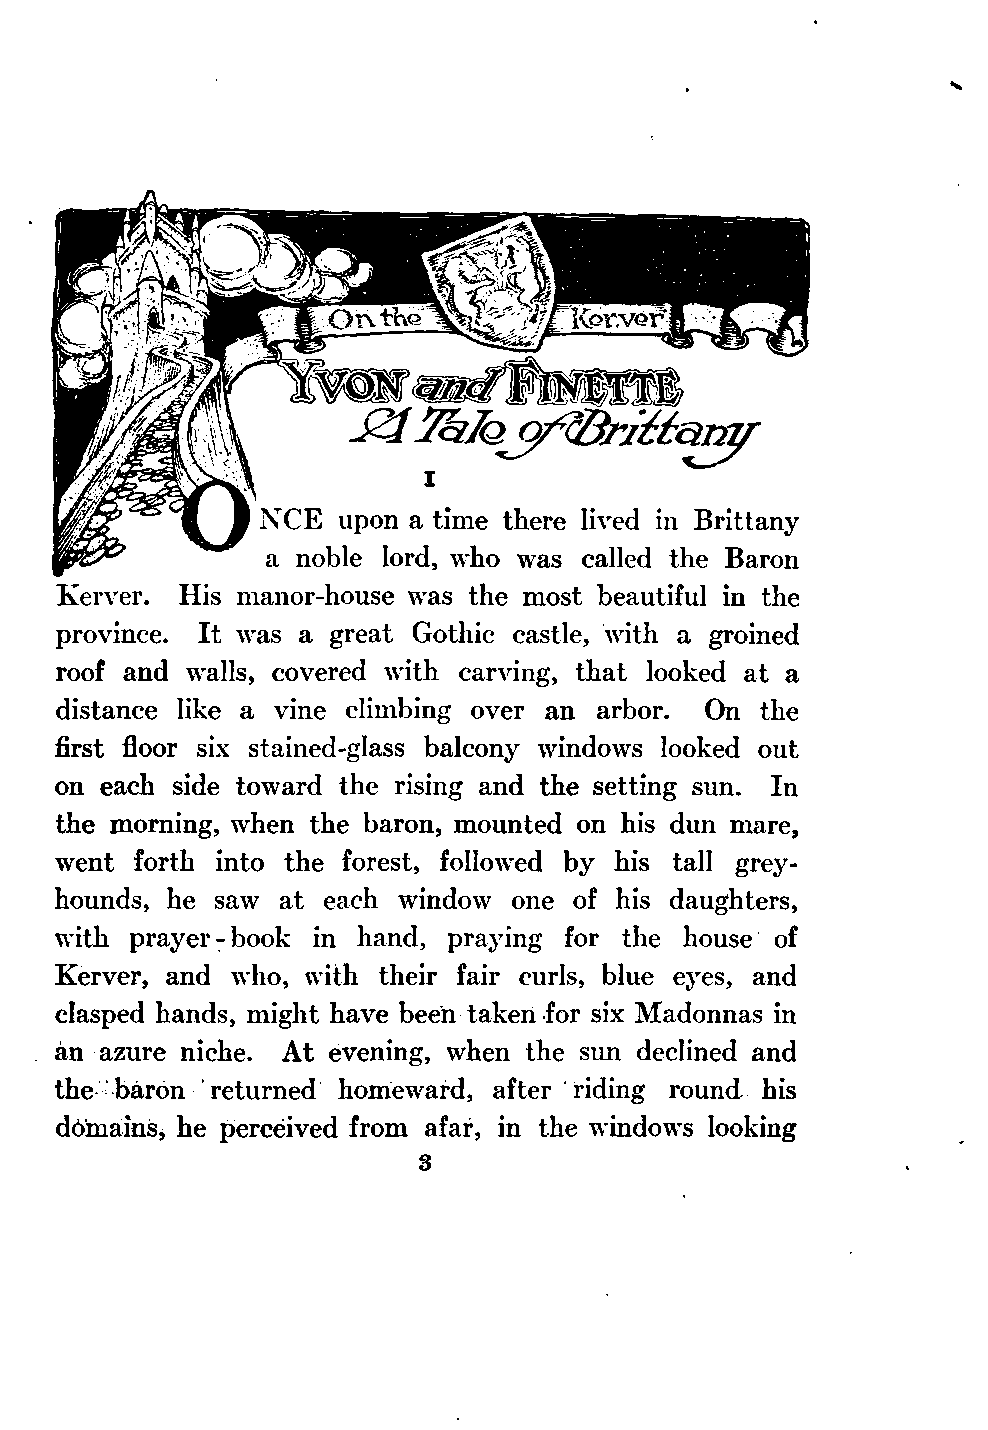 On the Kerver
YVON and FINETTE
A Tale of Brittany
I
ONCE upon a time there lived in Brittany
a noble lord, who was called the Baron
Kerver. His manor-house was the most beautiful in the
province. It was a great Gothic castle, with a groined
roof and walls, covered with carving, that looked at a
distance like a vine climbing over an arbor. On the
first floor six stained-glass balcony windows looked out
on each side toward the rising and the setting sun. In
the morning, when the baron, mounted on his dun mare,
went forth into the forest, followed by his tall grey-
hounds, he saw at each window one of his daughters,
with prayer-book in hand, praying for the house of
Kerver, and who, with their fair curls, blue eyes, and
clasped hands, might have been taken for six Madonnas in
an azure niche. At evening, when the sun declined and
the baron returned homeward, after riding round his
domains, he perceived from afar, in the windows looking
3